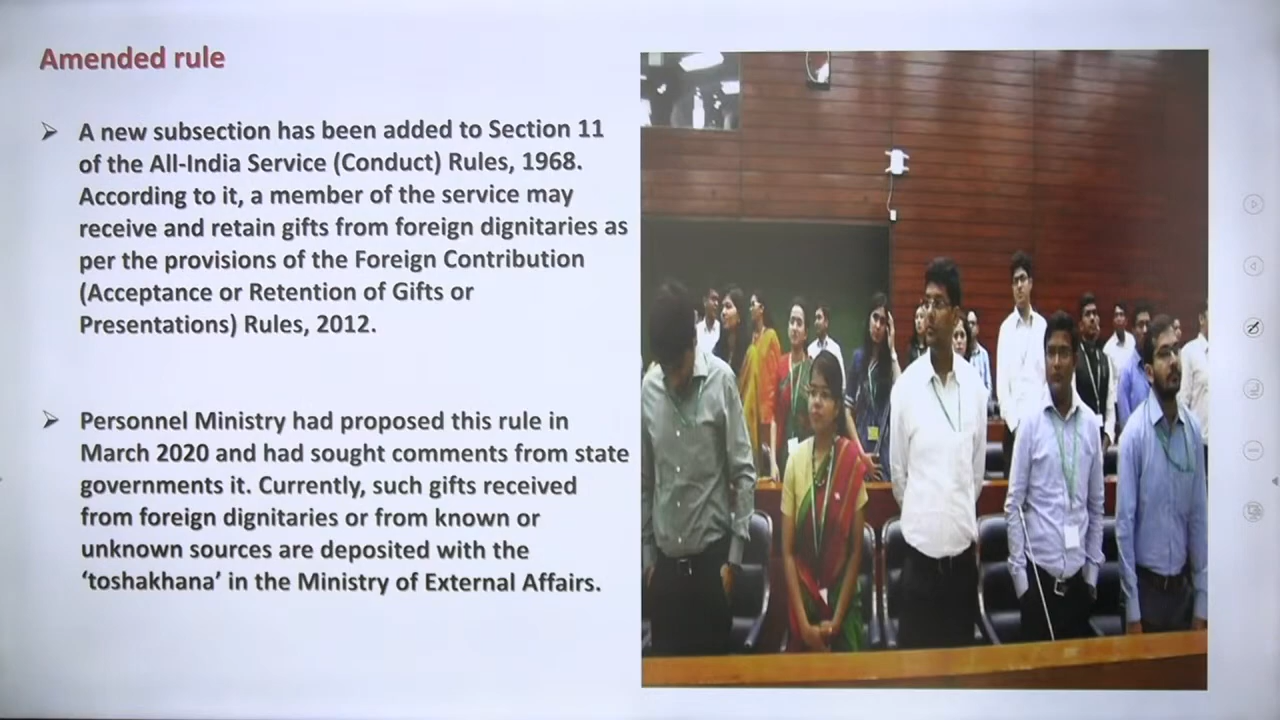 Amended rule
A new subsection has been added to Section 11
of the All-India Service (Conduct) Rules, 1968.
According to it, a member of the service may
receive and retain gifts from foreign dignitaries as
per the provisions of the Foreign Contribution
(Acceptance or Retention of Gifts or
Presentations) Rules, 2012.
Personnel Ministry had proposed this rule in
March 2020 and had sought comments from state
governments it. Currently, such gifts received
from foreign dignitaries or from known or
unknown sources are deposited with the
‘toshakhana’ in the Ministry of External Affairs.